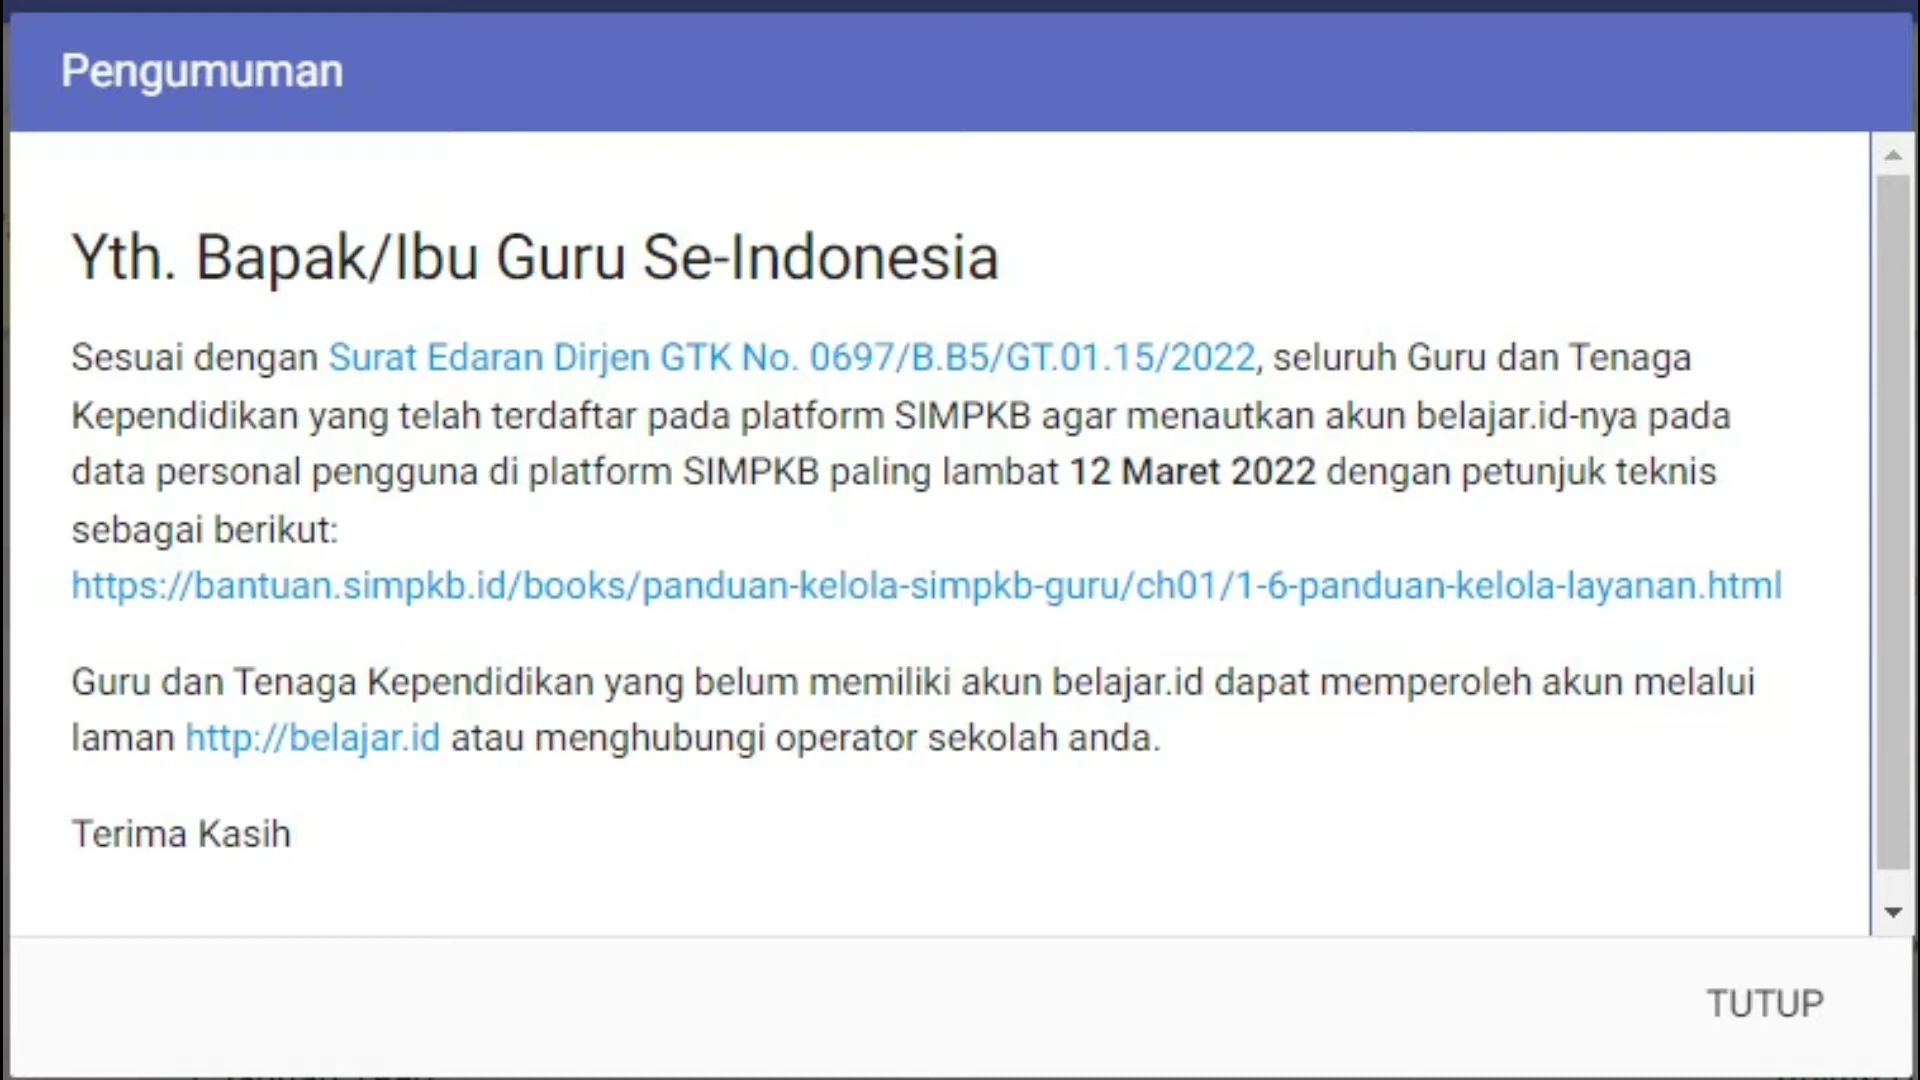 Pengumuman
Yth. Bapak/Ibu Guru Se-Indonesia
Sesuai dengan Surat Edaran Dirjen GTK No. 0697/B.B5/GT.01.15/2022, seluruh Guru dan Tenaga
Kependidikan yang telah terdaftar pada platform SIMPKB agar menautkan akun belajar.id-nya pada
data personal pengguna di platform SIMPKB paling lambat 12 Maret 2022 dengan petunjuk teknis
sebagai berikut:
https://bantuan.simpkb.id/books/panduan-kelola-simpkb-guru/ch01/1-6-panduan-kelola-layanan.html
Guru dan Tenaga Kependidikan yang belum memiliki akun belajar.id dapat memperoleh akun melalui
laman http://belajar.id atau menghubungi operator sekolah anda.
Terima Kasih
TUTUP